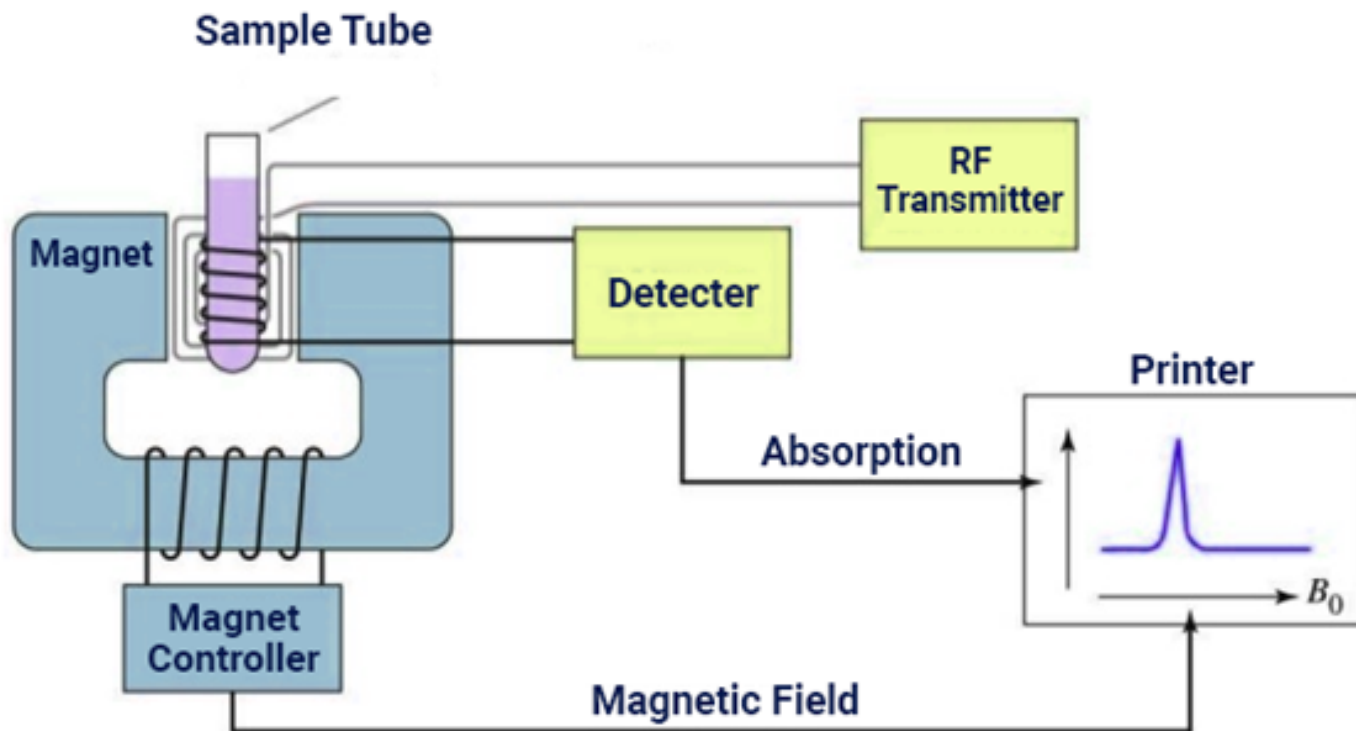 Sample Tube
RF
Transmitter
Magnet
Detecter
Printer
Absorption
B0
Magnet
Controller
Magnetic Field